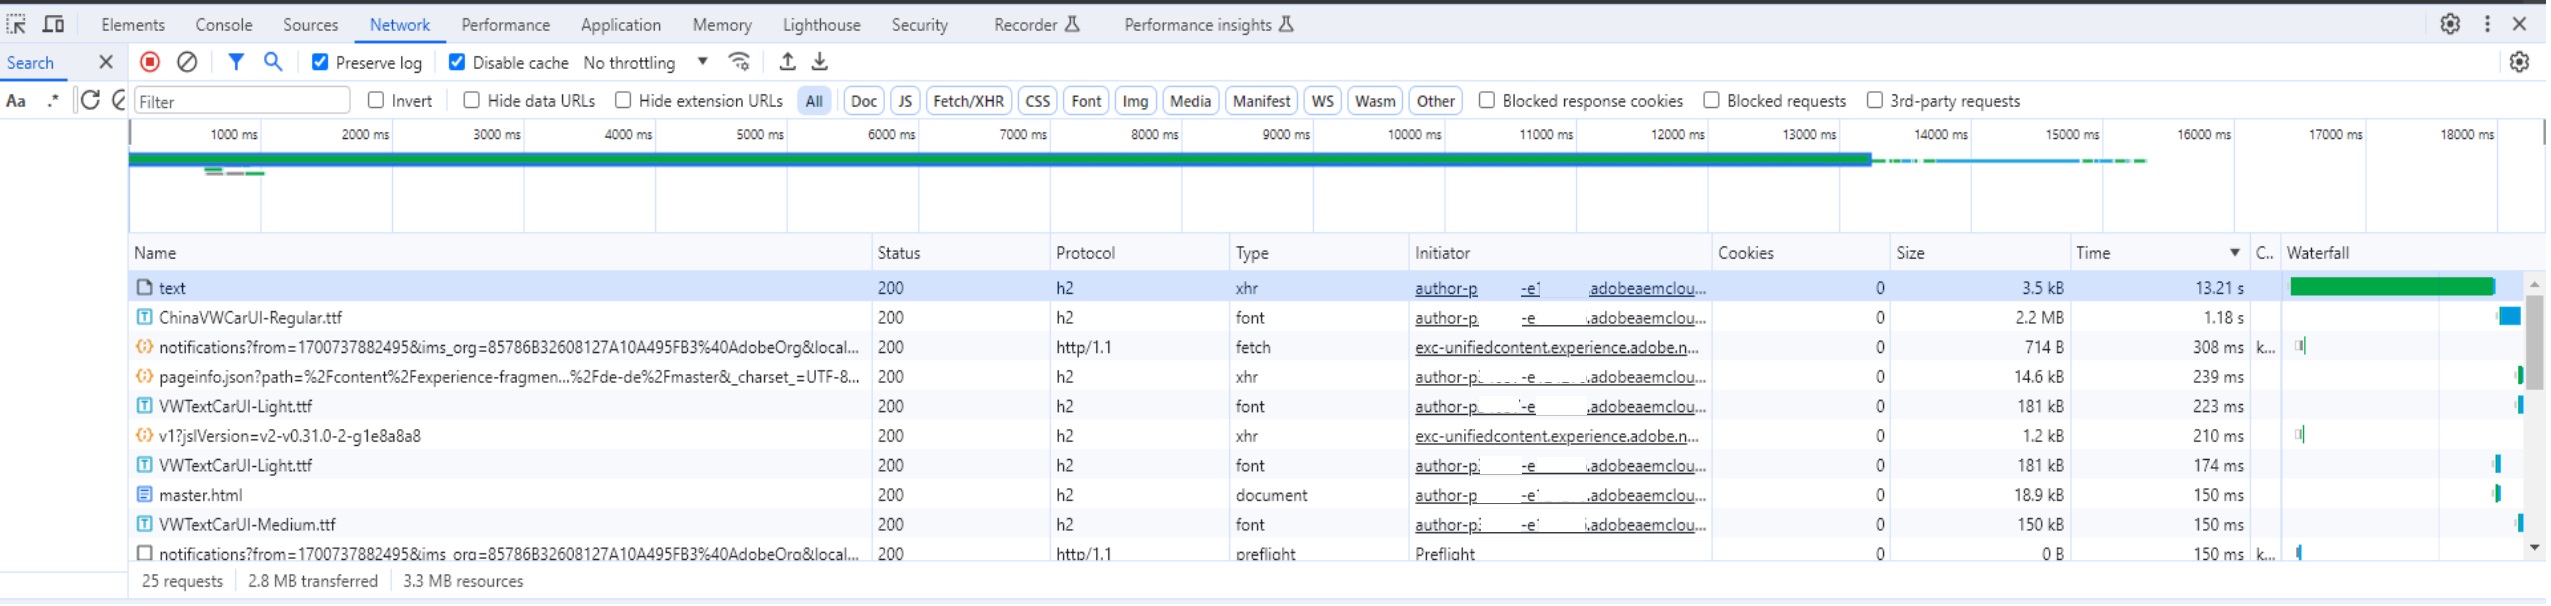 Elements Console Sources Network Performance Application Memory Lighthouse Security Recorder Performance insights
Search Preserve log Disable cache No throttling
Aa .* Filter Invert Hide data URLs Hide extension URLs All Doc JS Fetch/XHR CSS Font Img Media Manifest WS Wasm Other Blocked response cookies Blocked requests 3rd-party requests
1000 ms 2000 ms 3000 ms 4000 ms 5000 ms 6000 ms 7000 ms 8000 ms 9000 ms 10000 ms 11000 ms 12000 ms 13000 ms 14000 ms 15000 ms 16000 ms 17000 ms 18000 ms
Name Status Protocol Type Initiator Cookies Size Time C.. Waterfall
text 200 h2 xhr author-p -e1 .adobeaemclou... 0 3.5 kB 13.21 s
ChinaVWCarUI-Regular.ttf 200 h2 font author-p -e .adobeaemclou... 0 2.2 MB 1.18 s
notifications?from=1700737882495&ims_org=85786B32608127A10A495FB3%40AdobeOrg&local... 200 http/1.1 fetch exc-unifiedcontent.experience.adobe.n... 0 714 B 308 ms k...
pageinfo.json?path=%2Fcontent%2Fexperience-fragmen...%2Fde-de%2Fmaster&_charset_=UTF-8... 200 h2 xhr author-p -e .adobeaemclou... 0 14.6 kB 239 ms
VWTextCarUI-Light.ttf 200 h2 font author-p -e .adobeaemclou... 0 181 kB 223 ms
v1?jslVersion=v2-v0.31.0-2-g1e8a8a8 200 h2 xhr exc-unifiedcontent.experience.adobe.n... 0 1.2 kB 210 ms
VWTextCarUI-Light.ttf 200 h2 font author-p -e .adobeaemclou... 0 181 kB 174 ms
master.html 200 h2 document author-p -e .adobeaemclou... 0 18.9 kB 150 ms
VWTextCarUI-Medium.ttf 200 h2 font author-p -e .adobeaemclou... 0 150 kB 150 ms
notifications?from=1700737882495&ims_org=85786B32608127A10A495FB3%40AdobeOrg&local... 200 http/1.1 preflight Preflight 0 0 B 150 ms k...
25 requests 2.8 MB transferred 3.3 MB resources